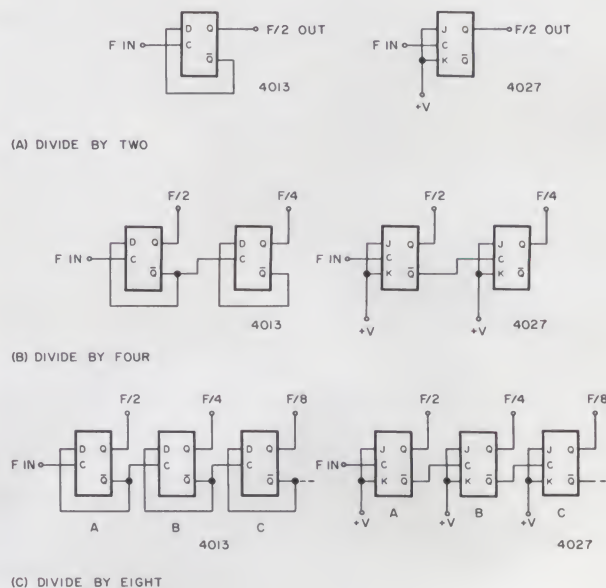 D Q F/2 OUT
F IN C Q̅
4013
J Q F/2 OUT
F IN C
K Q̅
4027
+V
(A) DIVIDE BY TWO
F/2 F/4
D Q D Q
F IN C C
Q̅ Q̅
4013
F/2 F/4
J Q J Q
F IN C C
K Q̅ K Q̅
+V +V
4027
(B) DIVIDE BY FOUR
F/2 F/4 F/8
D Q D Q D Q
F IN C C C
Q̅ Q̅ Q̅
A B C
4013
F/2 F/4 F/8
J Q J Q J Q
F IN C C C
K Q̅ K Q̅ K Q̅
+V A +V B +V C
4027
(C) DIVIDE BY EIGHT